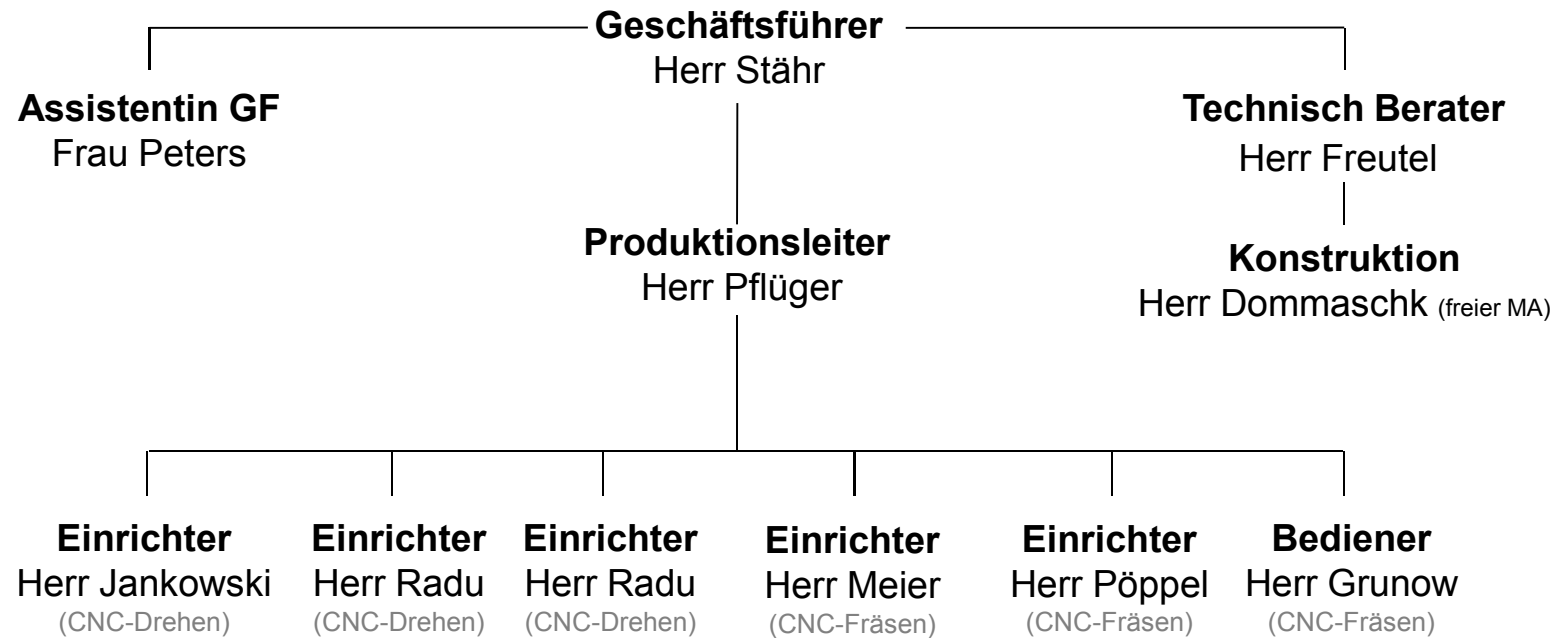 Geschäftsführer
Herr Stähr
Assistentin GF
Frau Peters
Technisch Berater
Herr Freutel
Produktionsleiter
Herr Pflüger
Konstruktion
Herr Dommaschk (freier MA)
Einrichter
Herr Jankowski
(CNC-Drehen)
Einrichter
Herr Radu
(CNC-Drehen)
Einrichter
Herr Radu
(CNC-Drehen)
Einrichter
Herr Meier
(CNC-Fräsen)
Einrichter
Herr Pöppel
(CNC-Fräsen)
Bediener
Herr Grunow
(CNC-Fräsen)